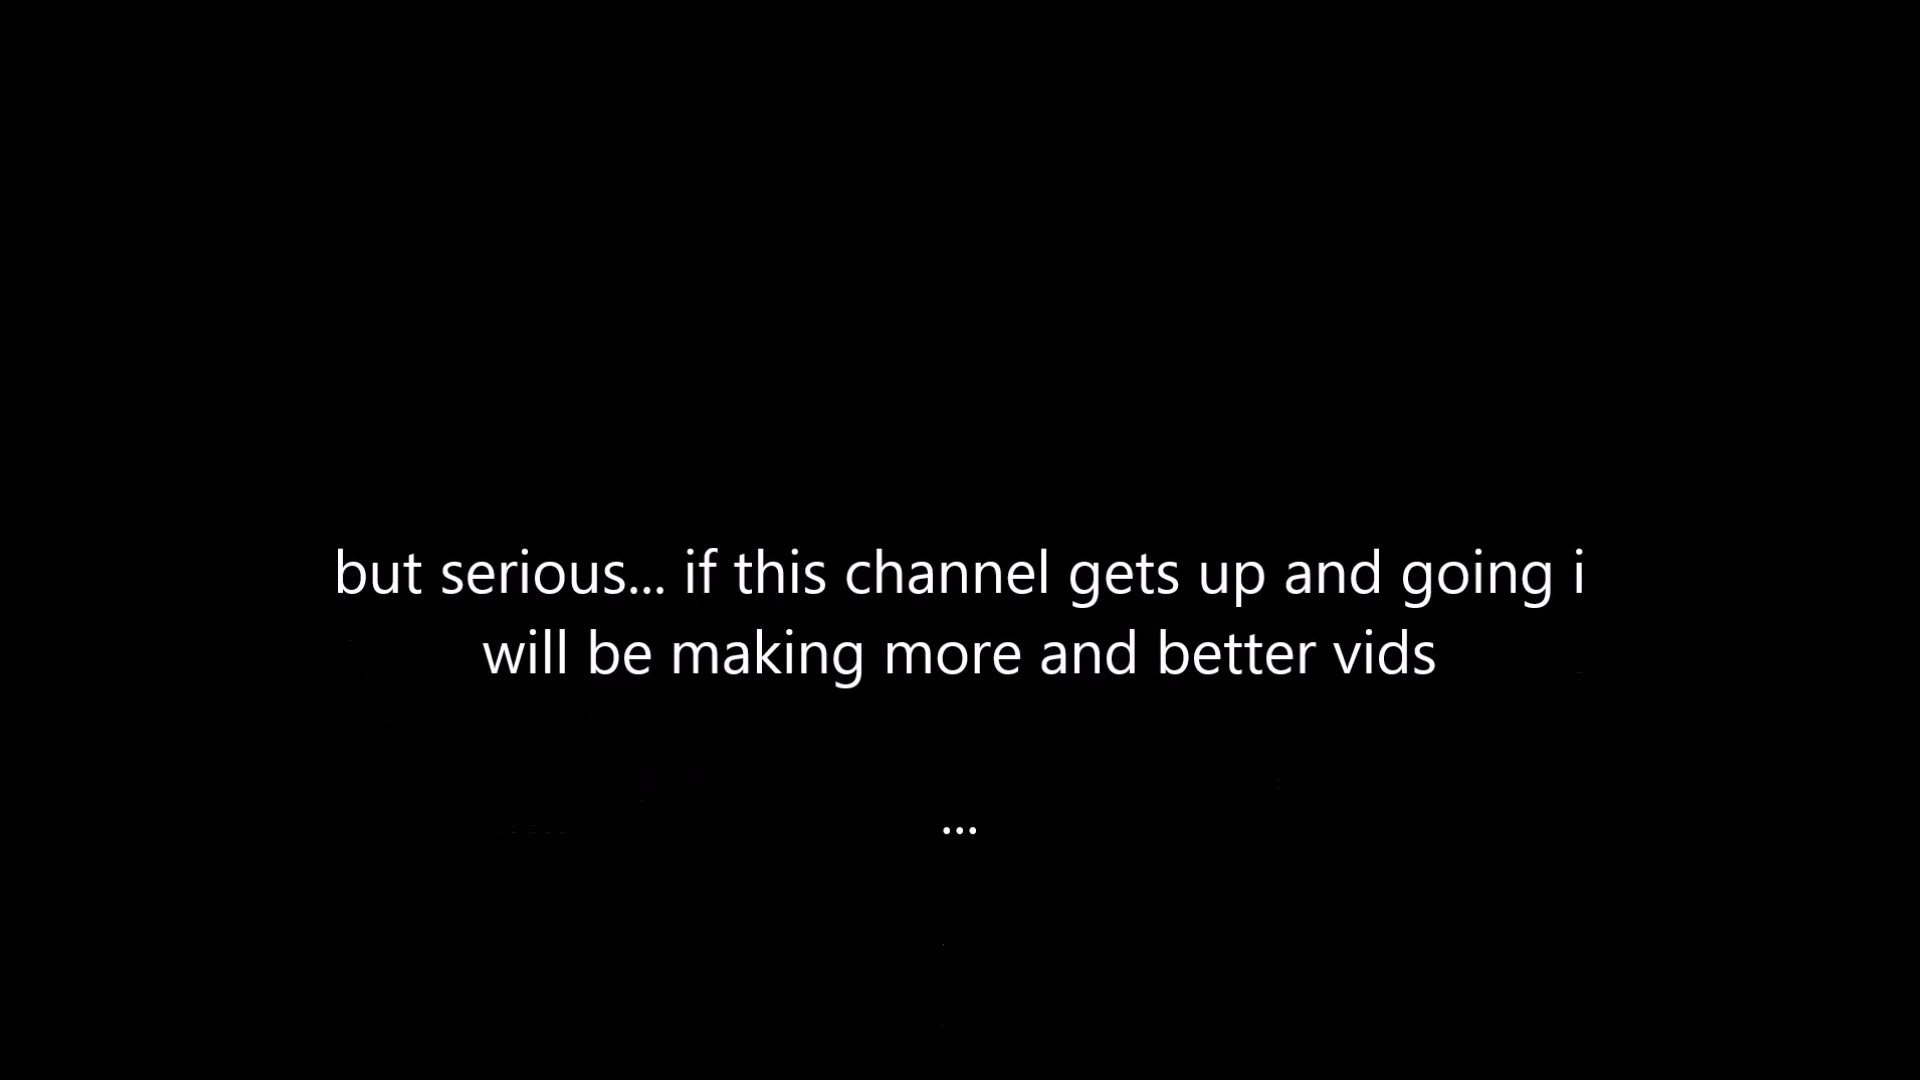 but serious... if this channel gets up and going i
will be making more and better vids
...